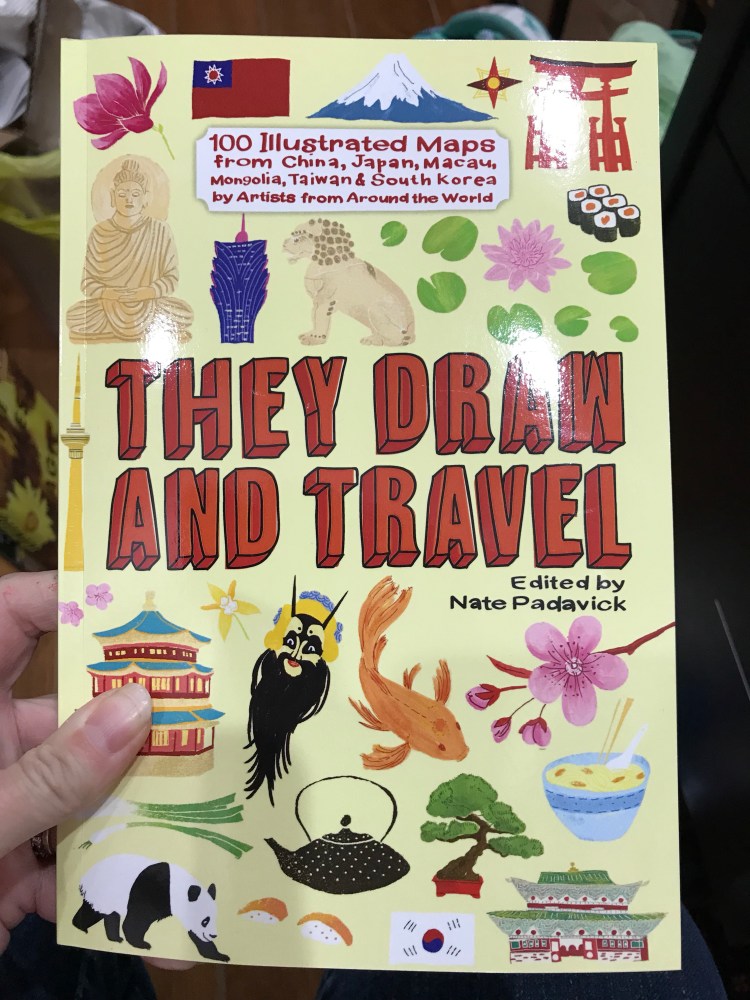 100 Illustrated Maps
from China, Japan, Macau,
Mongolia, Taiwan & South Korea
by Artists from Around the World
THEY DRAW
AND TRAVEL
Edited by
Nate Padavick